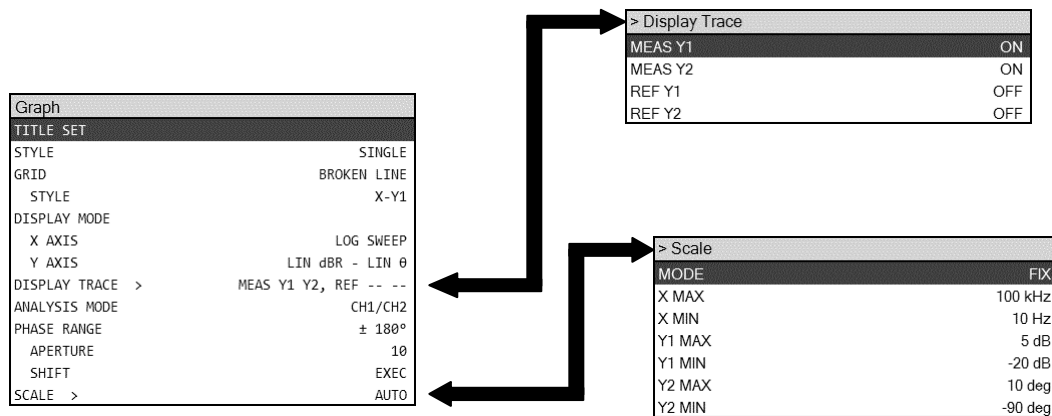 Graph
TITLE SET
STYLE SINGLE
GRID BROKEN LINE
STYLE X-Y1
DISPLAY MODE
X AXIS LOG SWEEP
Y AXIS LIN dBR - LIN θ
DISPLAY TRACE > MEAS Y1 Y2, REF -- --
ANALYSIS MODE CH1/CH2
PHASE RANGE ± 180°
APERTURE 10
SHIFT EXEC
SCALE > AUTO
> Display Trace
MEAS Y1 ON
MEAS Y2 ON
REF Y1 OFF
REF Y2 OFF
> Scale
MODE FIX
X MAX 100 kHz
X MIN 10 Hz
Y1 MAX 5 dB
Y1 MIN -20 dB
Y2 MAX 10 deg
Y2 MIN -90 deg